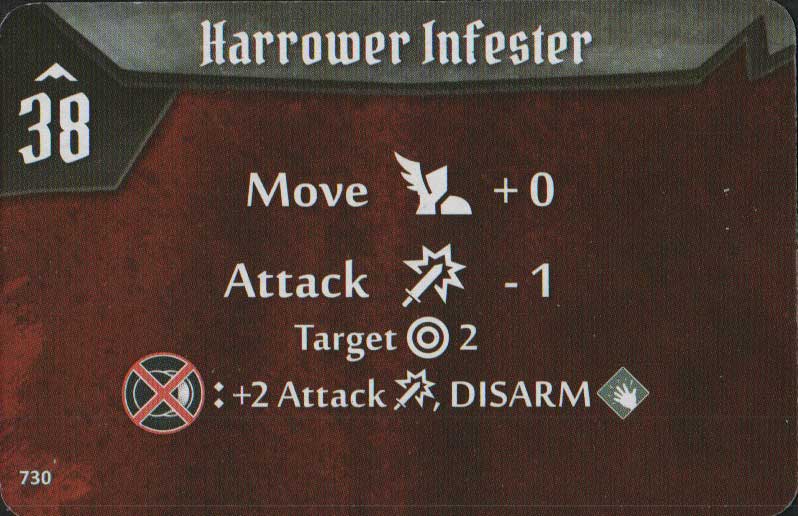 Harrower Infester
38
Move + 0
Attack - 1
Target 2
: +2 Attack , DISARM
730